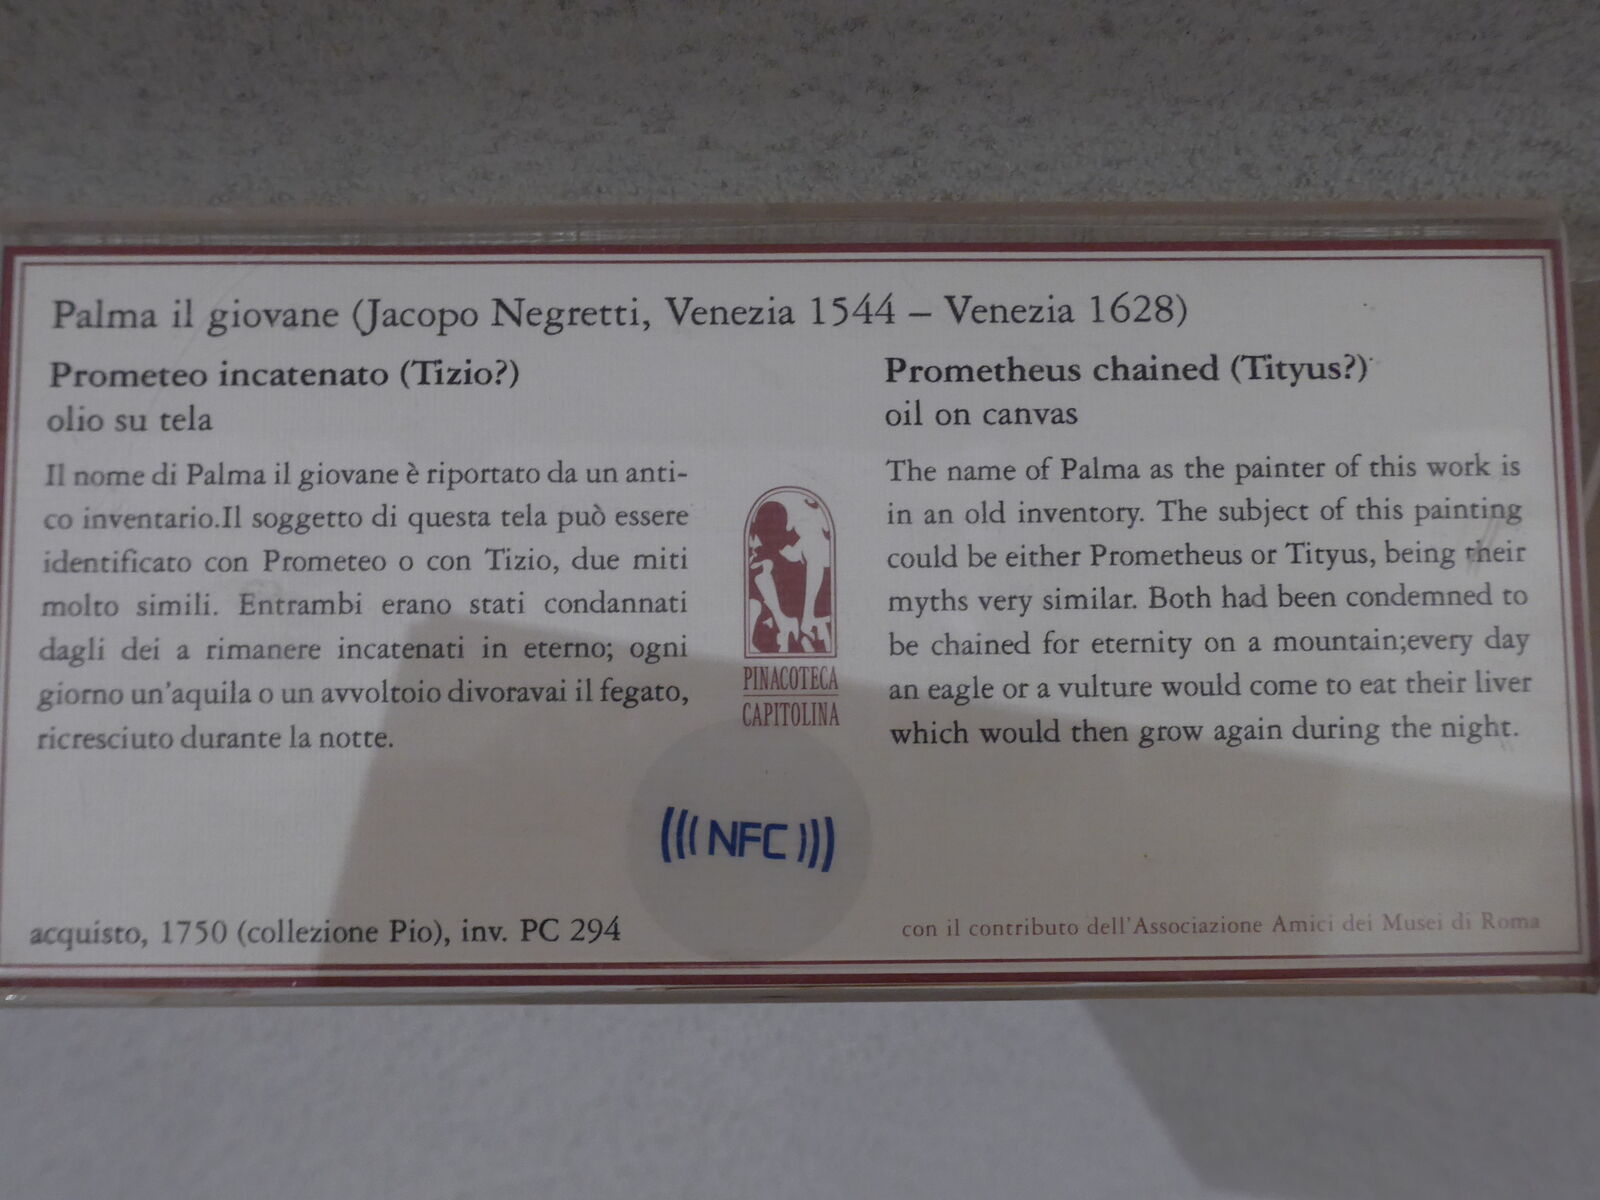 Palma il giovane (Jacopo Negretti, Venezia 1544 – Venezia 1628)
Prometeo incatenato (Tizio?)
olio su tela
Il nome di Palma il giovane è riportato da un anti-
co inventario.Il soggetto di questa tela può essere
identificato con Prometeo o con Tizio, due miti
molto simili. Entrambi erano stati condannati
dagli dei a rimanere incatenati in eterno; ogni
giorno un'aquila o un avvoltoio divoravai il fegato,
ricresciuto durante la notte.
acquisto, 1750 (collezione Pio), inv. PC 294
PINACOTECA
CAPITOLINA
((( NFC )))
Prometheus chained (Tityus?)
oil on canvas
The name of Palma as the painter of this work is
in an old inventory. The subject of this painting
could be either Prometheus or Tityus, being their
myths very similar. Both had been condemned to
be chained for eternity on a mountain;every day
an eagle or a vulture would come to eat their liver
which would then grow again during the night.
con il contributo dell'Associazione Amici dei Musei di Roma